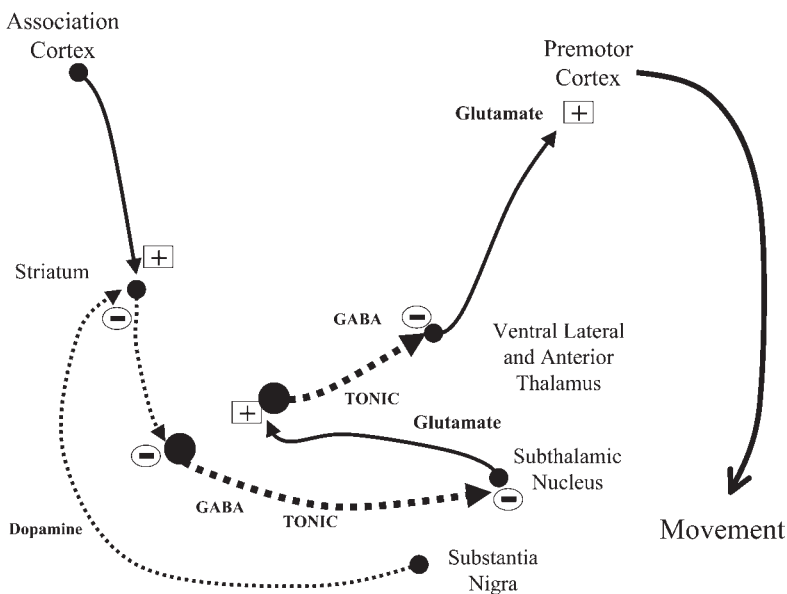 Association
Cortex
Premotor
Cortex
Glutamate
+
+
Striatum
−
GABA
−
Ventral Lateral
and Anterior
Thalamus
TONIC
+
Glutamate
−
Subthalamic
Nucleus
−
GABA
TONIC
Dopamine
Movement
Substantia
Nigra